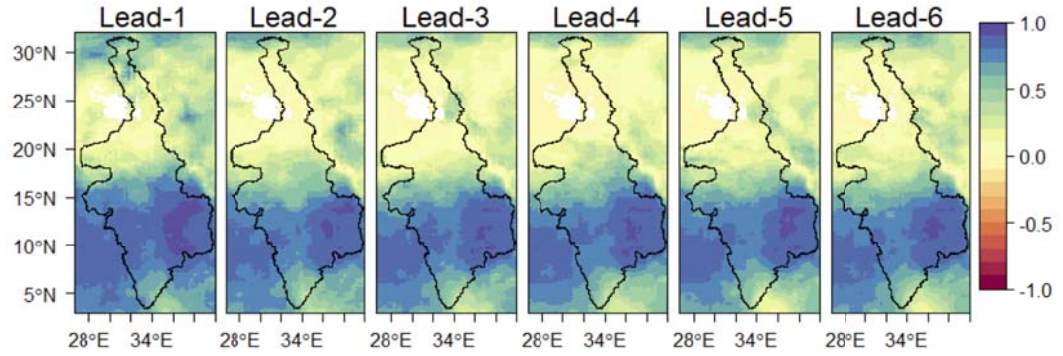 Lead-1 Lead-2 Lead-3 Lead-4 Lead-5 Lead-6
30°N 1.0
25°N 0.5
20°N 0.0
15°N -0.5
10°N -1.0
5°N
28°E 34°E 28°E 34°E 28°E 34°E 28°E 34°E 28°E 34°E 28°E 34°E